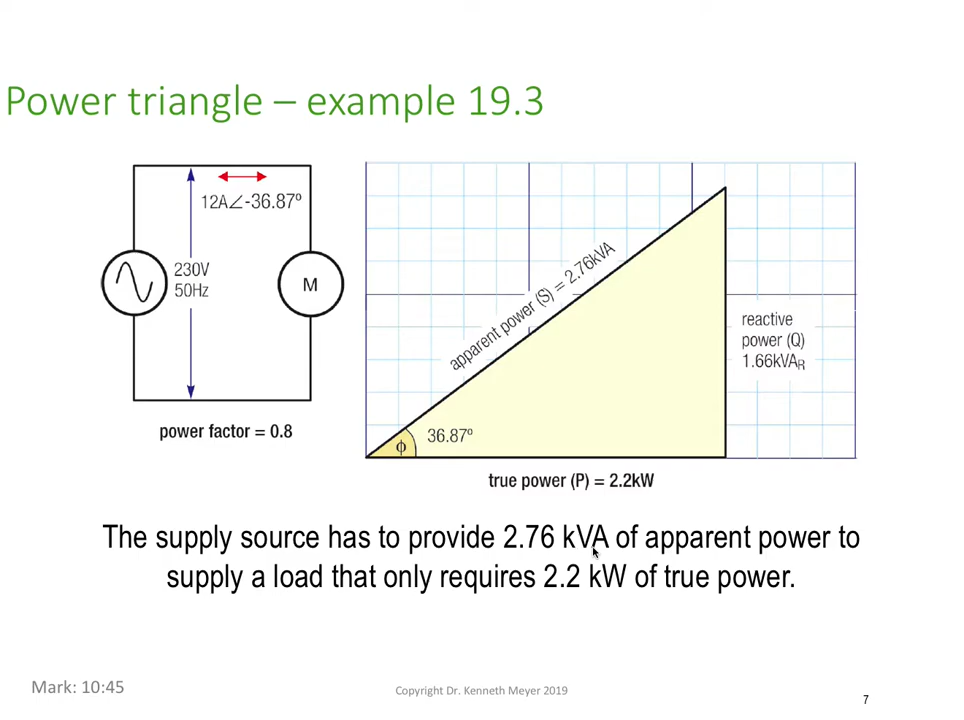 Power triangle – example 19.3
12A∠-36.87º
230V
50Hz
M
power factor = 0.8
apparent power (S) = 2.76kVA
reactive
power (Q)
1.66kVAR
36.87º
ϕ
true power (P) = 2.2kW
The supply source has to provide 2.76 kVA of apparent power to
supply a load that only requires 2.2 kW of true power.
Mark: 10:45
Copyright Dr. Kenneth Meyer 2019
7